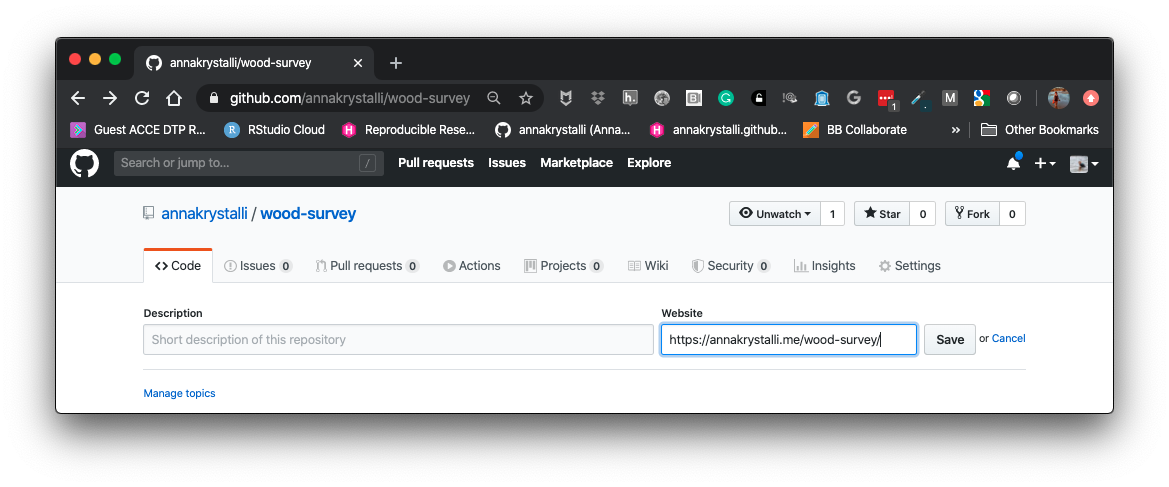 annakrystalli/wood-survey
github.com/annakrystalli/wood-survey
Guest ACCE DTP R... RStudio Cloud Reproducible Rese... annakrystalli (Anna... annakrystalli.github... BB Collaborate » Other Bookmarks
Search or jump to... / Pull requests Issues Marketplace Explore
annakrystalli / wood-survey Unwatch 1 Star 0 Fork 0
Code Issues 0 Pull requests 0 Actions Projects 0 Wiki Security 0 Insights Settings
Description Website
Short description of this repository https://annakrystalli.me/wood-survey/ Save or Cancel
Manage topics